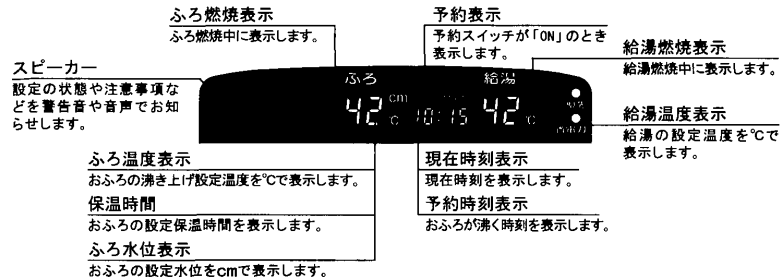 ふろ燃焼表示
ふろ燃焼中に表示します。
予約表示
予約スイッチが「ON」のとき
表示します。
給湯燃焼表示
給湯燃焼中に表示します。
スピーカー
設定の状態や注意事項な
どを警告音や音声でお知
らせします。
ふろ 給湯
42 cm ℃ 10:15 42 ℃
給湯温度表示
給湯の設定温度を℃で
表示します。
ふろ温度表示
おふろの沸き上げ設定温度を℃で表示します。
保温時間
おふろの設定保温時間を表示します。
ふろ水位表示
おふろの設定水位をcmで表示します。
現在時刻表示
現在時刻を表示します。
予約時刻表示
おふろが沸く時刻を表示します。